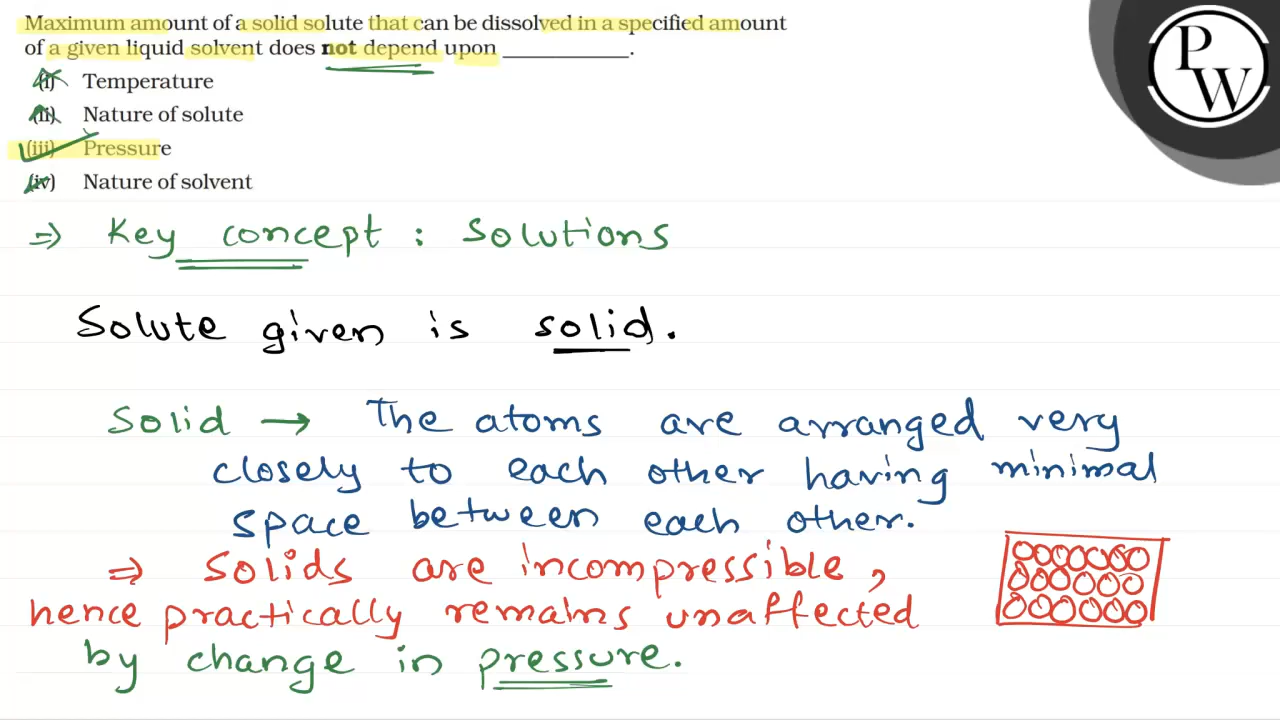 Maximum amount of a solid solute that can be dissolved in a specified amount
of a given liquid solvent does not depend upon ____________.
(i) Temperature
(ii) Nature of solute
(iii) Pressure
(iv) Nature of solvent
PW
⇒ Key concept : Solutions
Solute given is solid.
Solid → The atoms are arranged very
closely to each other having minimal
space between each other.
⇒ Solids are incompressible,
hence practically remains unaffected
by change in pressure.